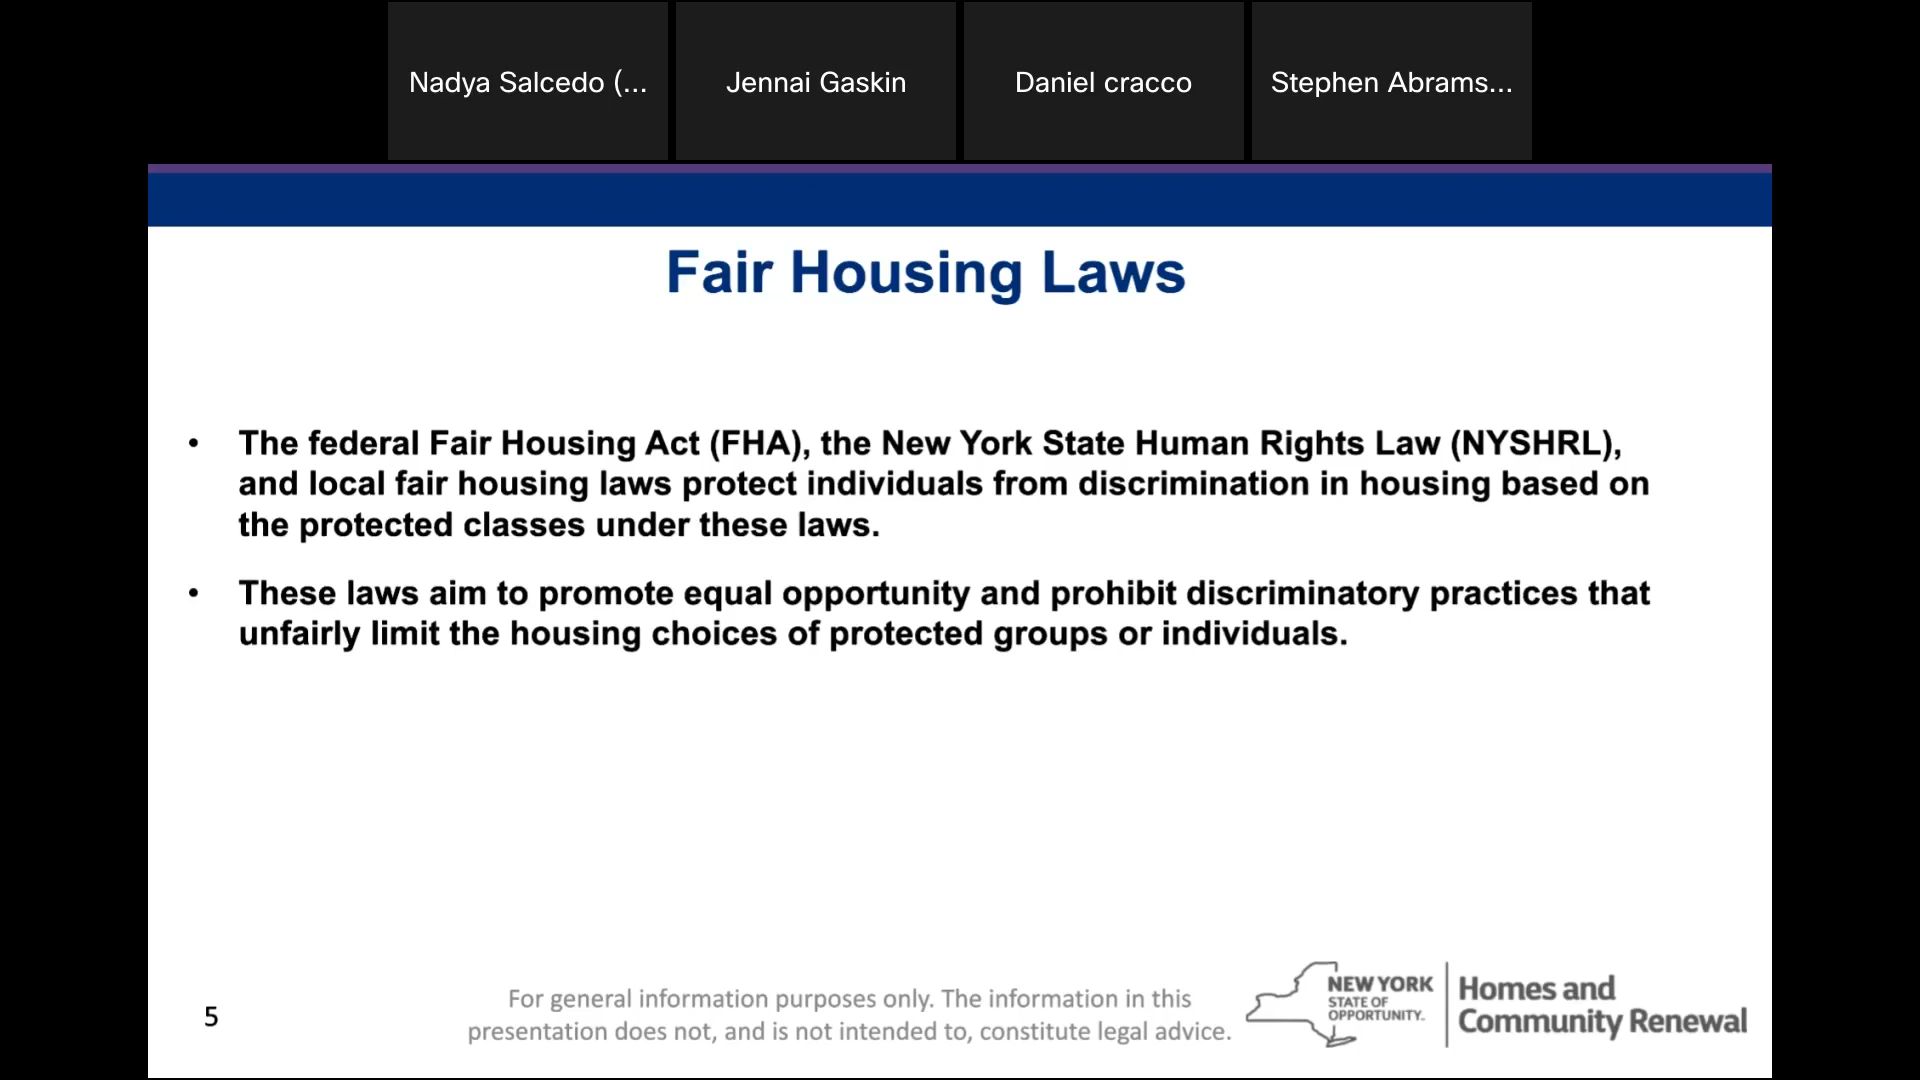 Nadya Salcedo (...
Jennai Gaskin
Daniel cracco
Stephen Abrams...
Fair Housing Laws
• The federal Fair Housing Act (FHA), the New York State Human Rights Law (NYSHRL),
and local fair housing laws protect individuals from discrimination in housing based on
the protected classes under these laws.
• These laws aim to promote equal opportunity and prohibit discriminatory practices that
unfairly limit the housing choices of protected groups or individuals.
5
For general information purposes only. The information in this
presentation does not, and is not intended to, constitute legal advice.
NEW YORK
STATE OF
OPPORTUNITY.
Homes and
Community Renewal